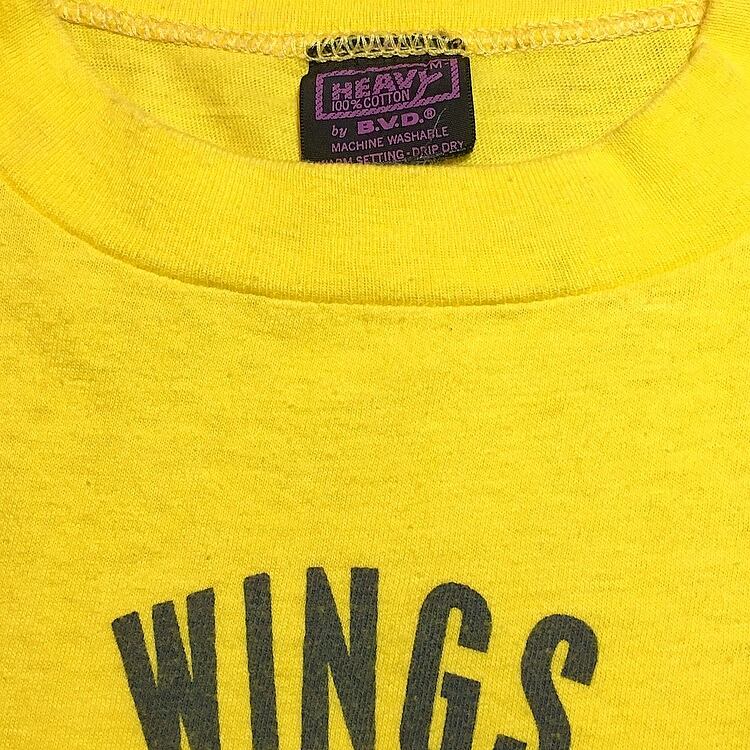 M-
HEAVY
100% COTTON
by B.V.D.®
MACHINE WASHABLE
SETTING - DRIP DRY
WINGS